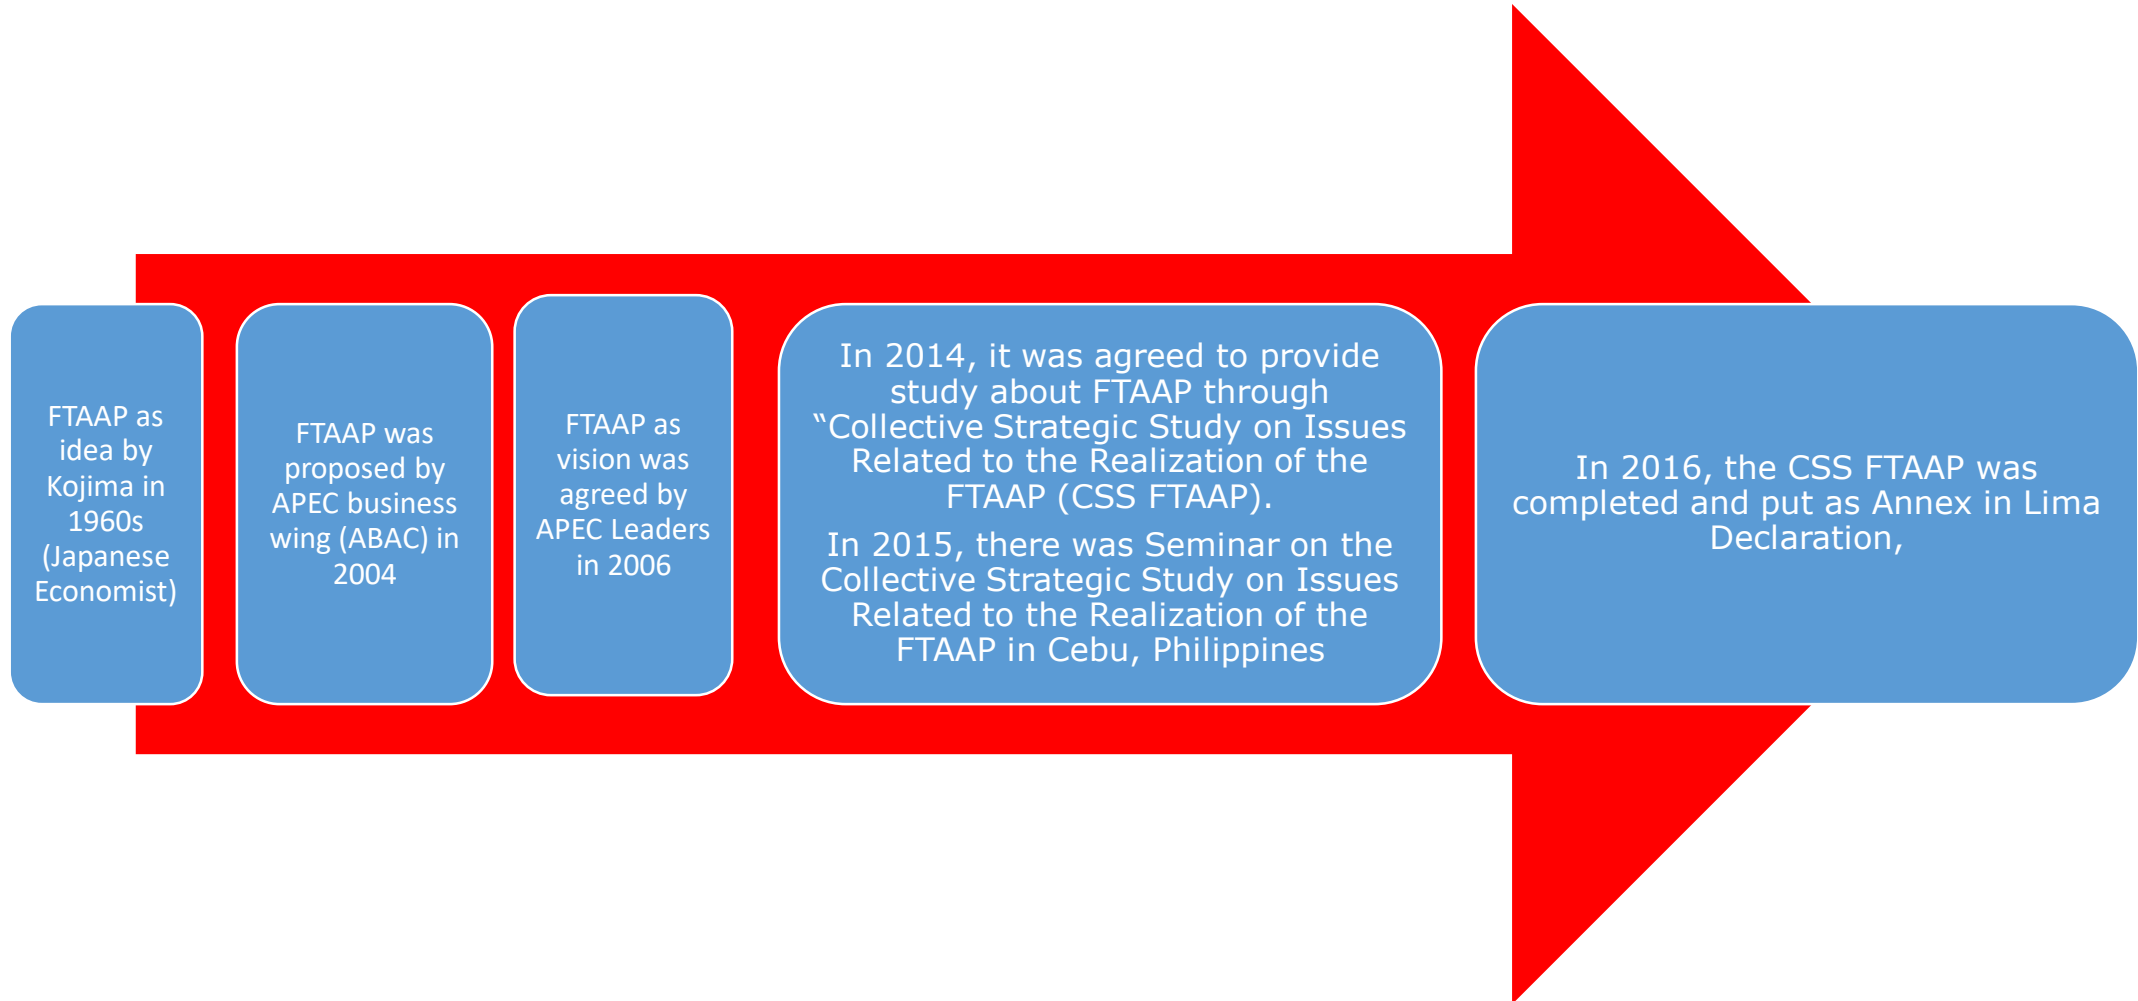 FTAAP as
idea by
Kojima in
1960s
(Japanese
Economist)
FTAAP was
proposed by
APEC business
wing (ABAC) in
2004
FTAAP as
vision was
agreed by
APEC Leaders
in 2006
In 2014, it was agreed to provide
study about FTAAP through
“Collective Strategic Study on Issues
Related to the Realization of the
FTAAP (CSS FTAAP).
In 2015, there was Seminar on the
Collective Strategic Study on Issues
Related to the Realization of the
FTAAP in Cebu, Philippines
In 2016, the CSS FTAAP was
completed and put as Annex in Lima
Declaration,